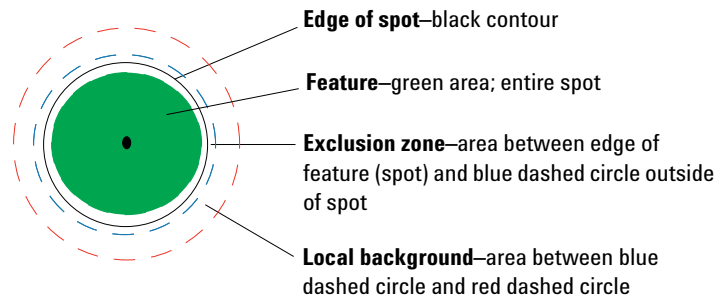 Edge of spot–black contour
Feature–green area; entire spot
Exclusion zone–area between edge of
feature (spot) and blue dashed circle outside
of spot
Local background–area between blue
dashed circle and red dashed circle